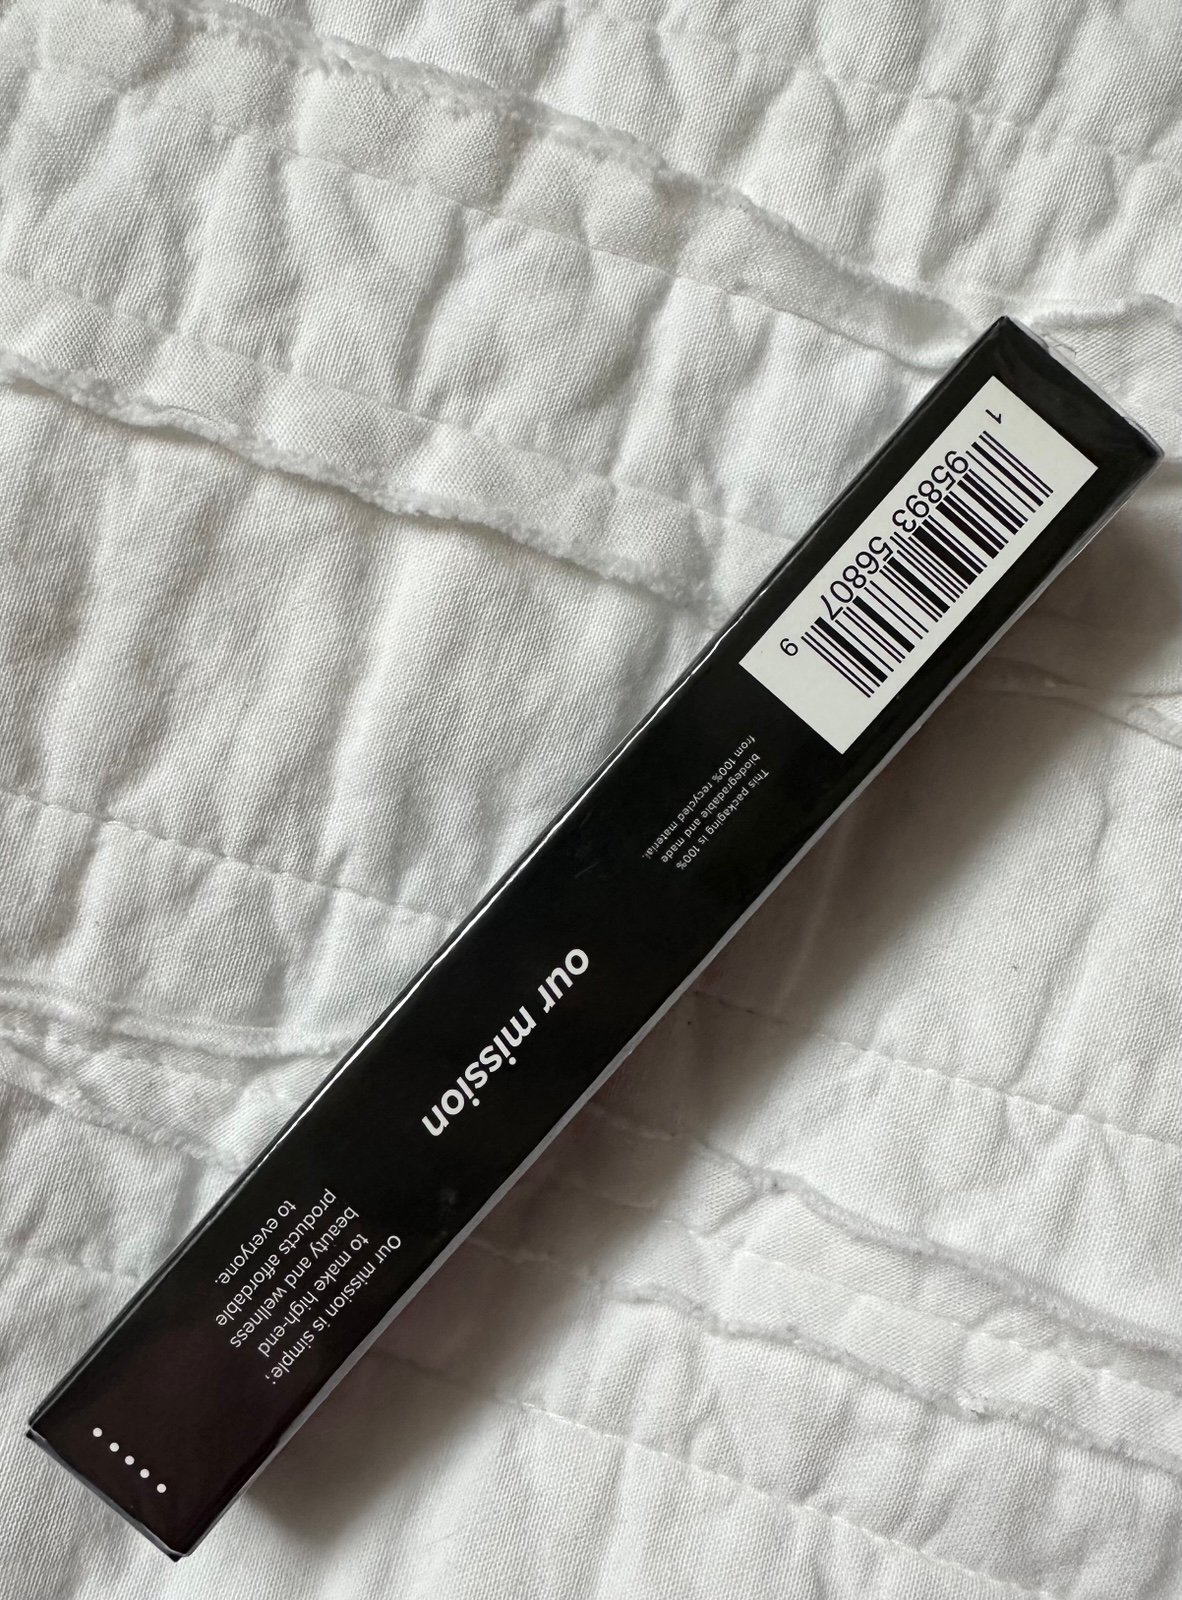 1 95893 56807 9
This packaging is 100%
biodegradable and made
from 100% recycled material.
our mission
Our mission is simple;
to make high-end
beauty and wellness
products affordable
to everyone.